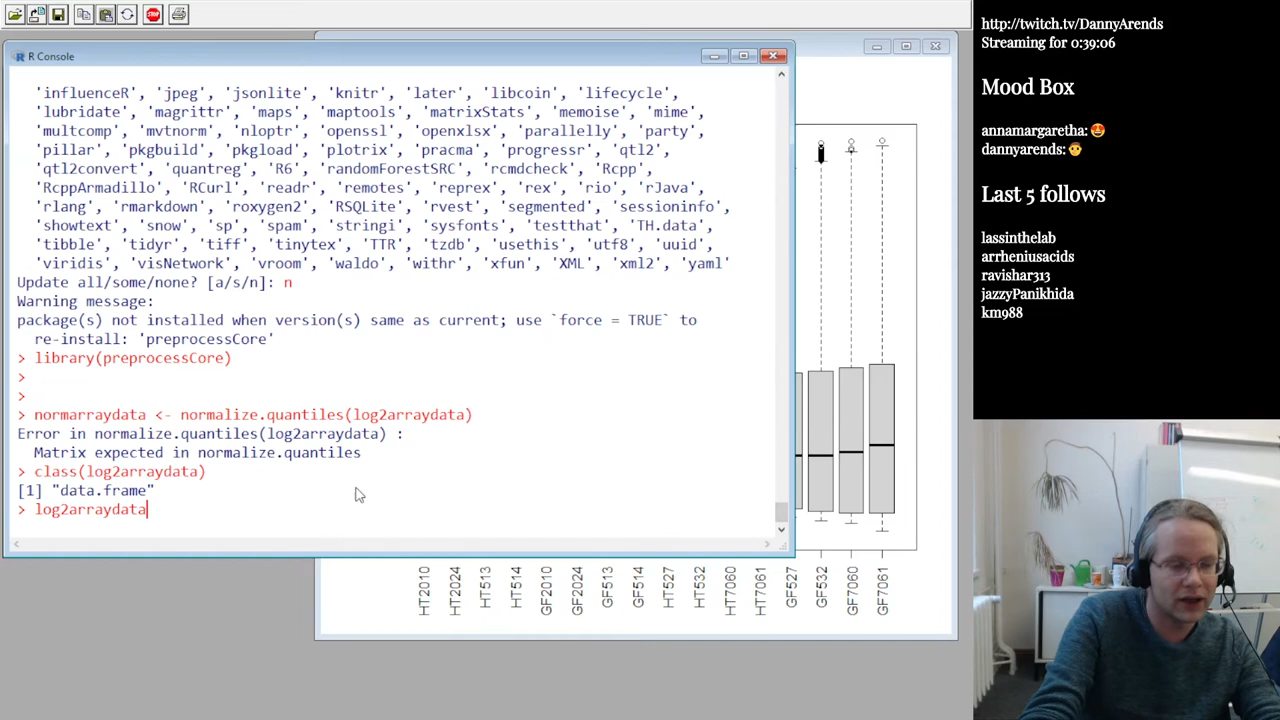 R Console
'influenceR', 'jpeg', 'jsonlite', 'knitr', 'later', 'libcoin', 'lifecycle',
'lubridate', 'magrittr', 'maps', 'maptools', 'matrixStats', 'memoise', 'mime',
'multcomp', 'mvtnorm', 'nloptr', 'openssl', 'openxlsx', 'parallelly', 'party',
'pillar', 'pkgbuild', 'pkgload', 'plotrix', 'pracma', 'progressr', 'qtl2',
'qtl2convert', 'quantreg', 'R6', 'randomForestSRC', 'rcmdcheck', 'Rcpp',
'RcppArmadillo', 'RCurl', 'readr', 'remotes', 'reprex', 'rex', 'rio', 'rJava',
'rlang', 'rmarkdown', 'roxygen2', 'RSQLite', 'rvest', 'segmented', 'sessioninfo',
'showtext', 'snow', 'sp', 'spam', 'stringi', 'sysfonts', 'testthat', 'TH.data',
'tibble', 'tidyr', 'tiff', 'tinytex', 'TTR', 'tzdb', 'usethis', 'utf8', 'uuid',
'viridis', 'visNetwork', 'vroom', 'waldo', 'withr', 'xfun', 'XML', 'xml2', 'yaml'
Update all/some/none? [a/s/n]: n
Warning message:
package(s) not installed when version(s) same as current; use `force = TRUE` to
re-install: 'preprocessCore'
> library(preprocessCore)
>
>
> normarraydata <- normalize.quantiles(log2arraydata)
Error in normalize.quantiles(log2arraydata) :
Matrix expected in normalize.quantiles
> class(log2arraydata)
[1] "data.frame"
> log2arraydata
HT2010
HT2024
HT513
HT514
GF2010
GF2024
GF513
GF514
HT527
HT532
HT7060
HT7061
GF527
GF532
GF7060
GF7061
http://twitch.tv/DannyArends
Streaming for 0:39:06
Mood Box
annamargaretha: 😍
dannyarends: 
Last 5 follows
lassinthelab
arrheniusacids
ravishar313
jazzyPanikhida
km988
STOP